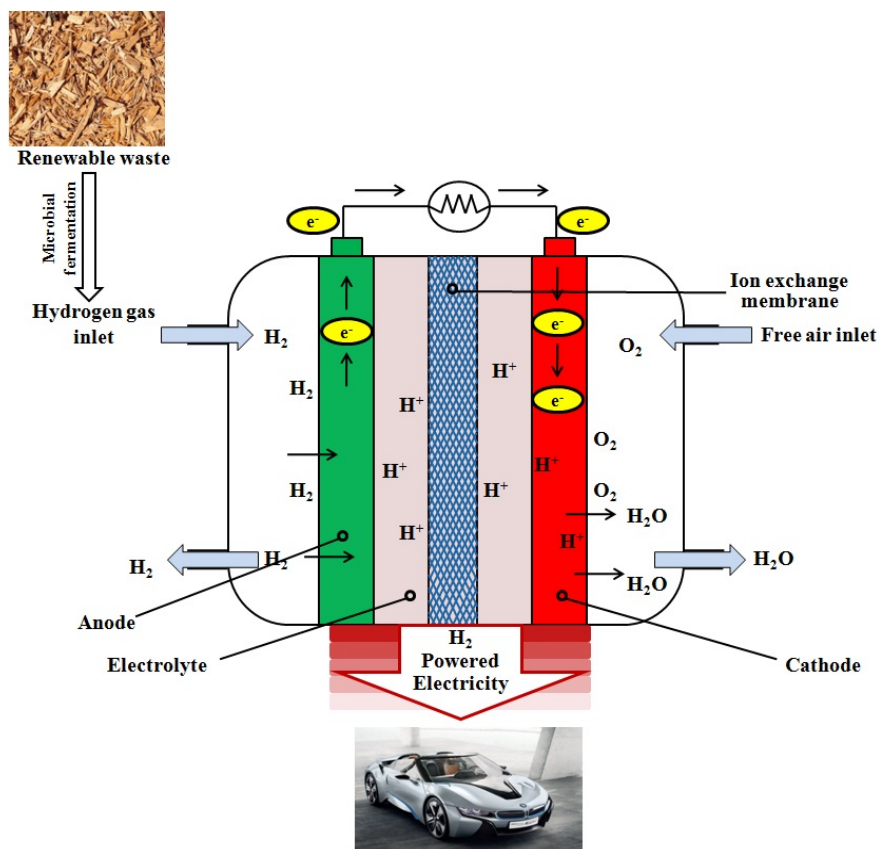 Renewable waste
Microbial
fermentation
Hydrogen gas
inlet
e⁻
e⁻
Ion exchange
membrane
Free air inlet
H₂
e⁻
e⁻
O₂
H₂
H⁺
H⁺
e⁻
O₂
H⁺
H⁺
H₂
H⁺
O₂
H⁺
H₂O
H⁺
H₂
H₂
H₂O
H₂O
Anode
Electrolyte
Cathode
H₂
Powered
Electricity